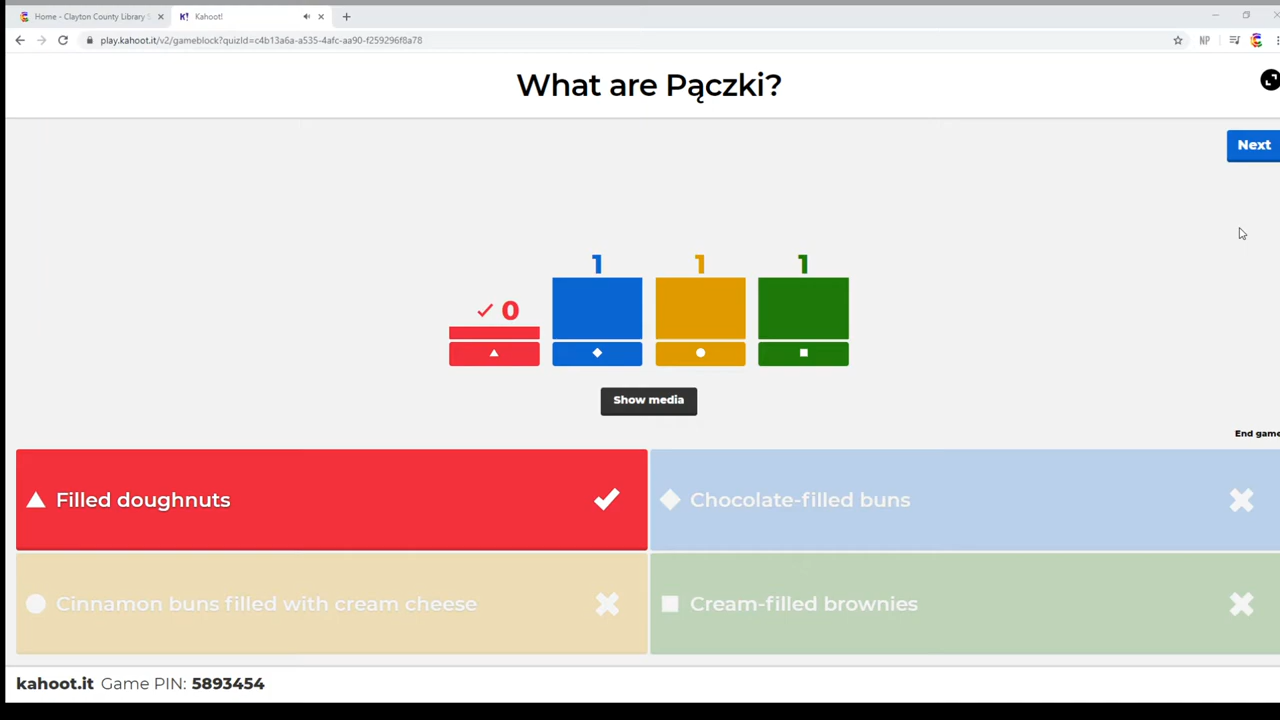 Home - Clayton County Library
Kahoot!
play.kahoot.it/v2/gameblock?quizId=c4b13a6a-a535-4afc-aa90-f259296f8a78
NP
What are Pączki?
Next
0
1
1
1
Show media
End game
Filled doughnuts
Chocolate-filled buns
Cinnamon buns filled with cream cheese
Cream-filled brownies
kahoot.it Game PIN: 5893454